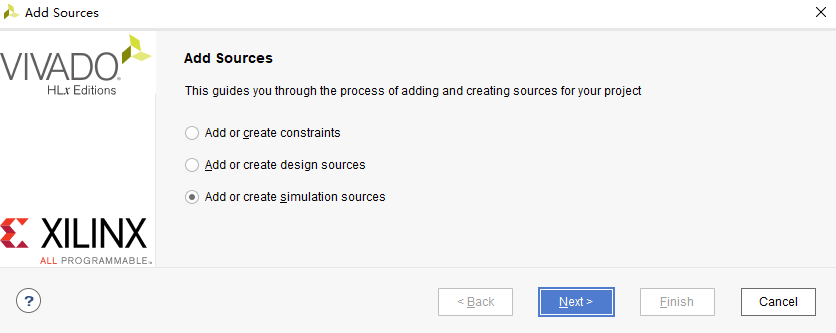 Add Sources
VIVADO
HLx Editions
Add Sources
This guides you through the process of adding and creating sources for your project
Add or create constraints
Add or create design sources
Add or create simulation sources
XILINX
ALL PROGRAMMABLE™
?
< Back
Next >
Finish
Cancel